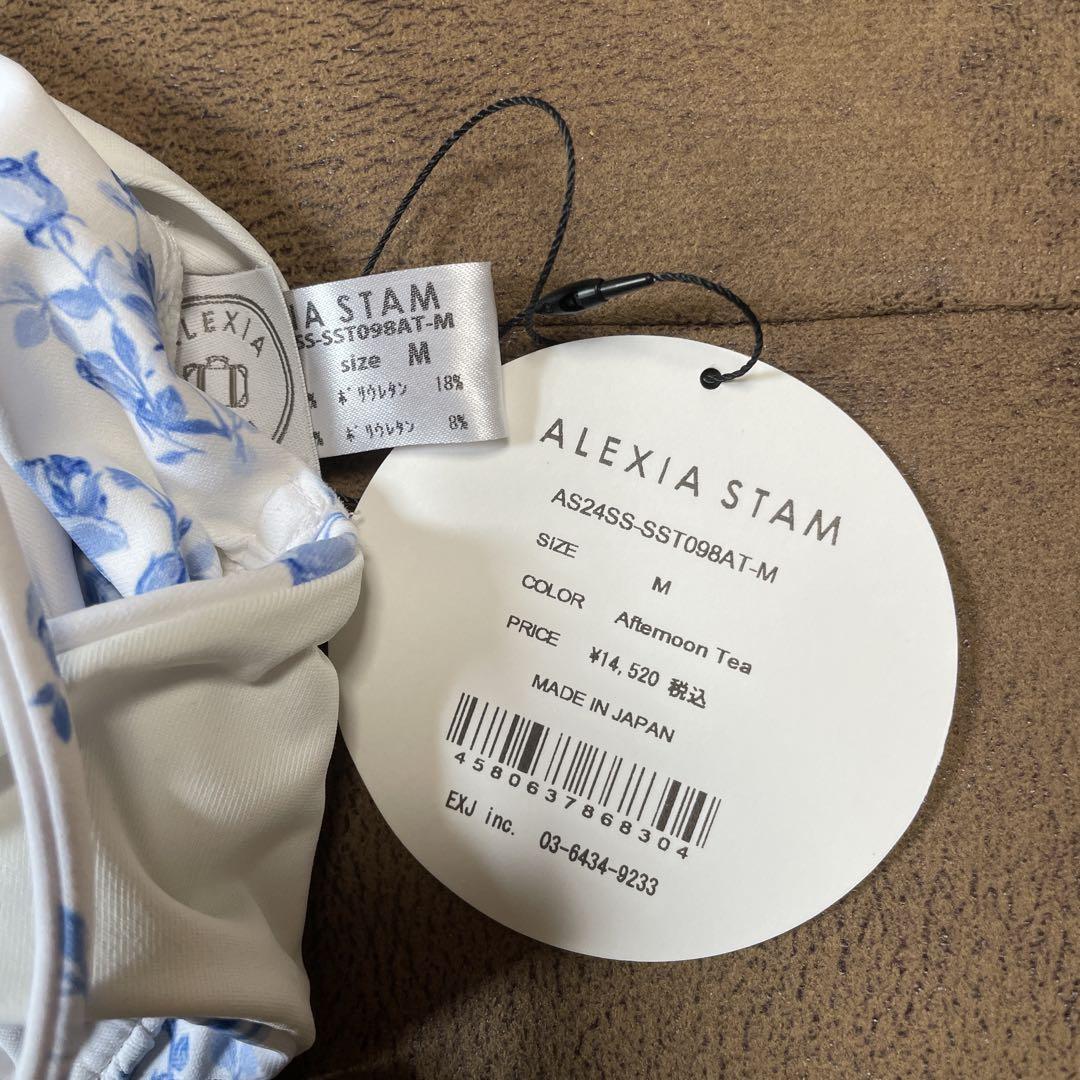 ALEXIA
IA STAM
SS-SST098AT-M
size M
% ポリウレタン 18%
% ポリウレタン 8%
ALEXIA STAM
AS24SS-SST098AT-M
SIZE M
COLOR Afternoon Tea
PRICE ¥14,520 税込
MADE IN JAPAN
4580637868304
EXJ inc. 03-6434-9233